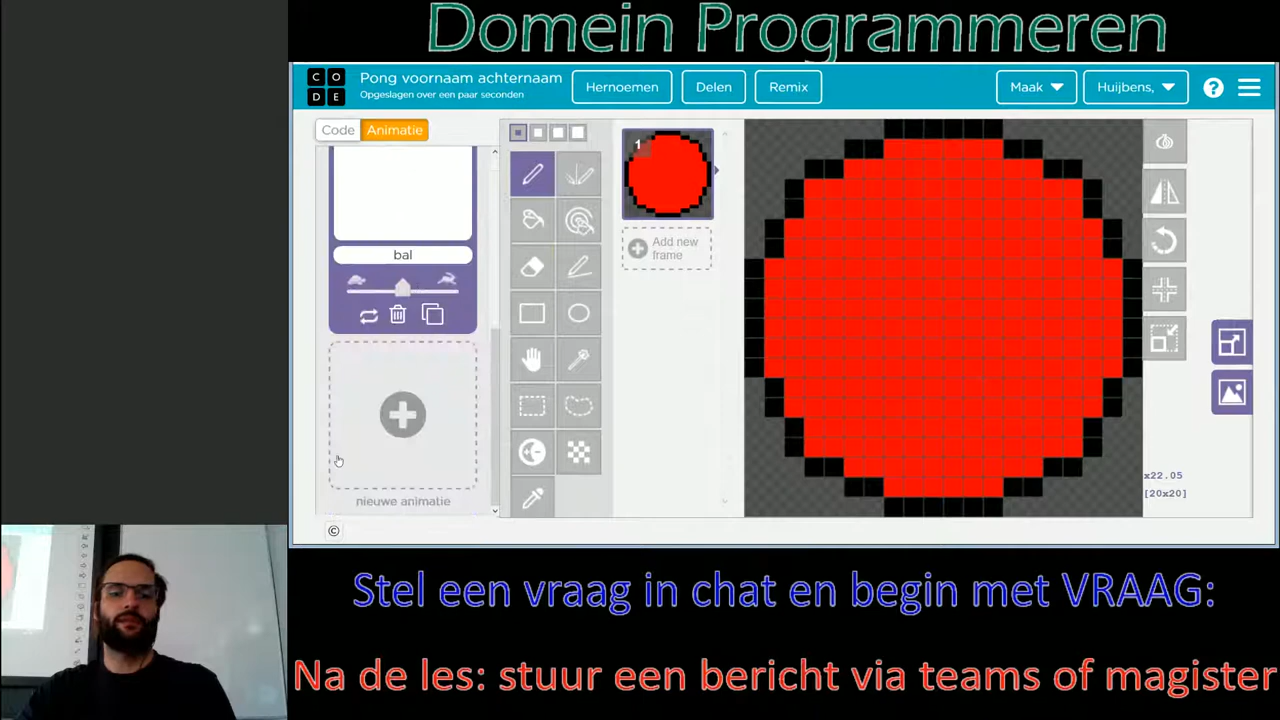 Domein Programmeren
C O
D E
Pong voornaam achternaam
Opgeslagen over een paar seconden
Hernoemen
Delen
Remix
Maak
Huijbens,
?
Code
Animatie
bal
nieuwe animatie
1
Add new
frame
x22.05
[20x20]
©
Stel een vraag in chat en begin met VRAAG:
Na de les: stuur een bericht via teams of magister